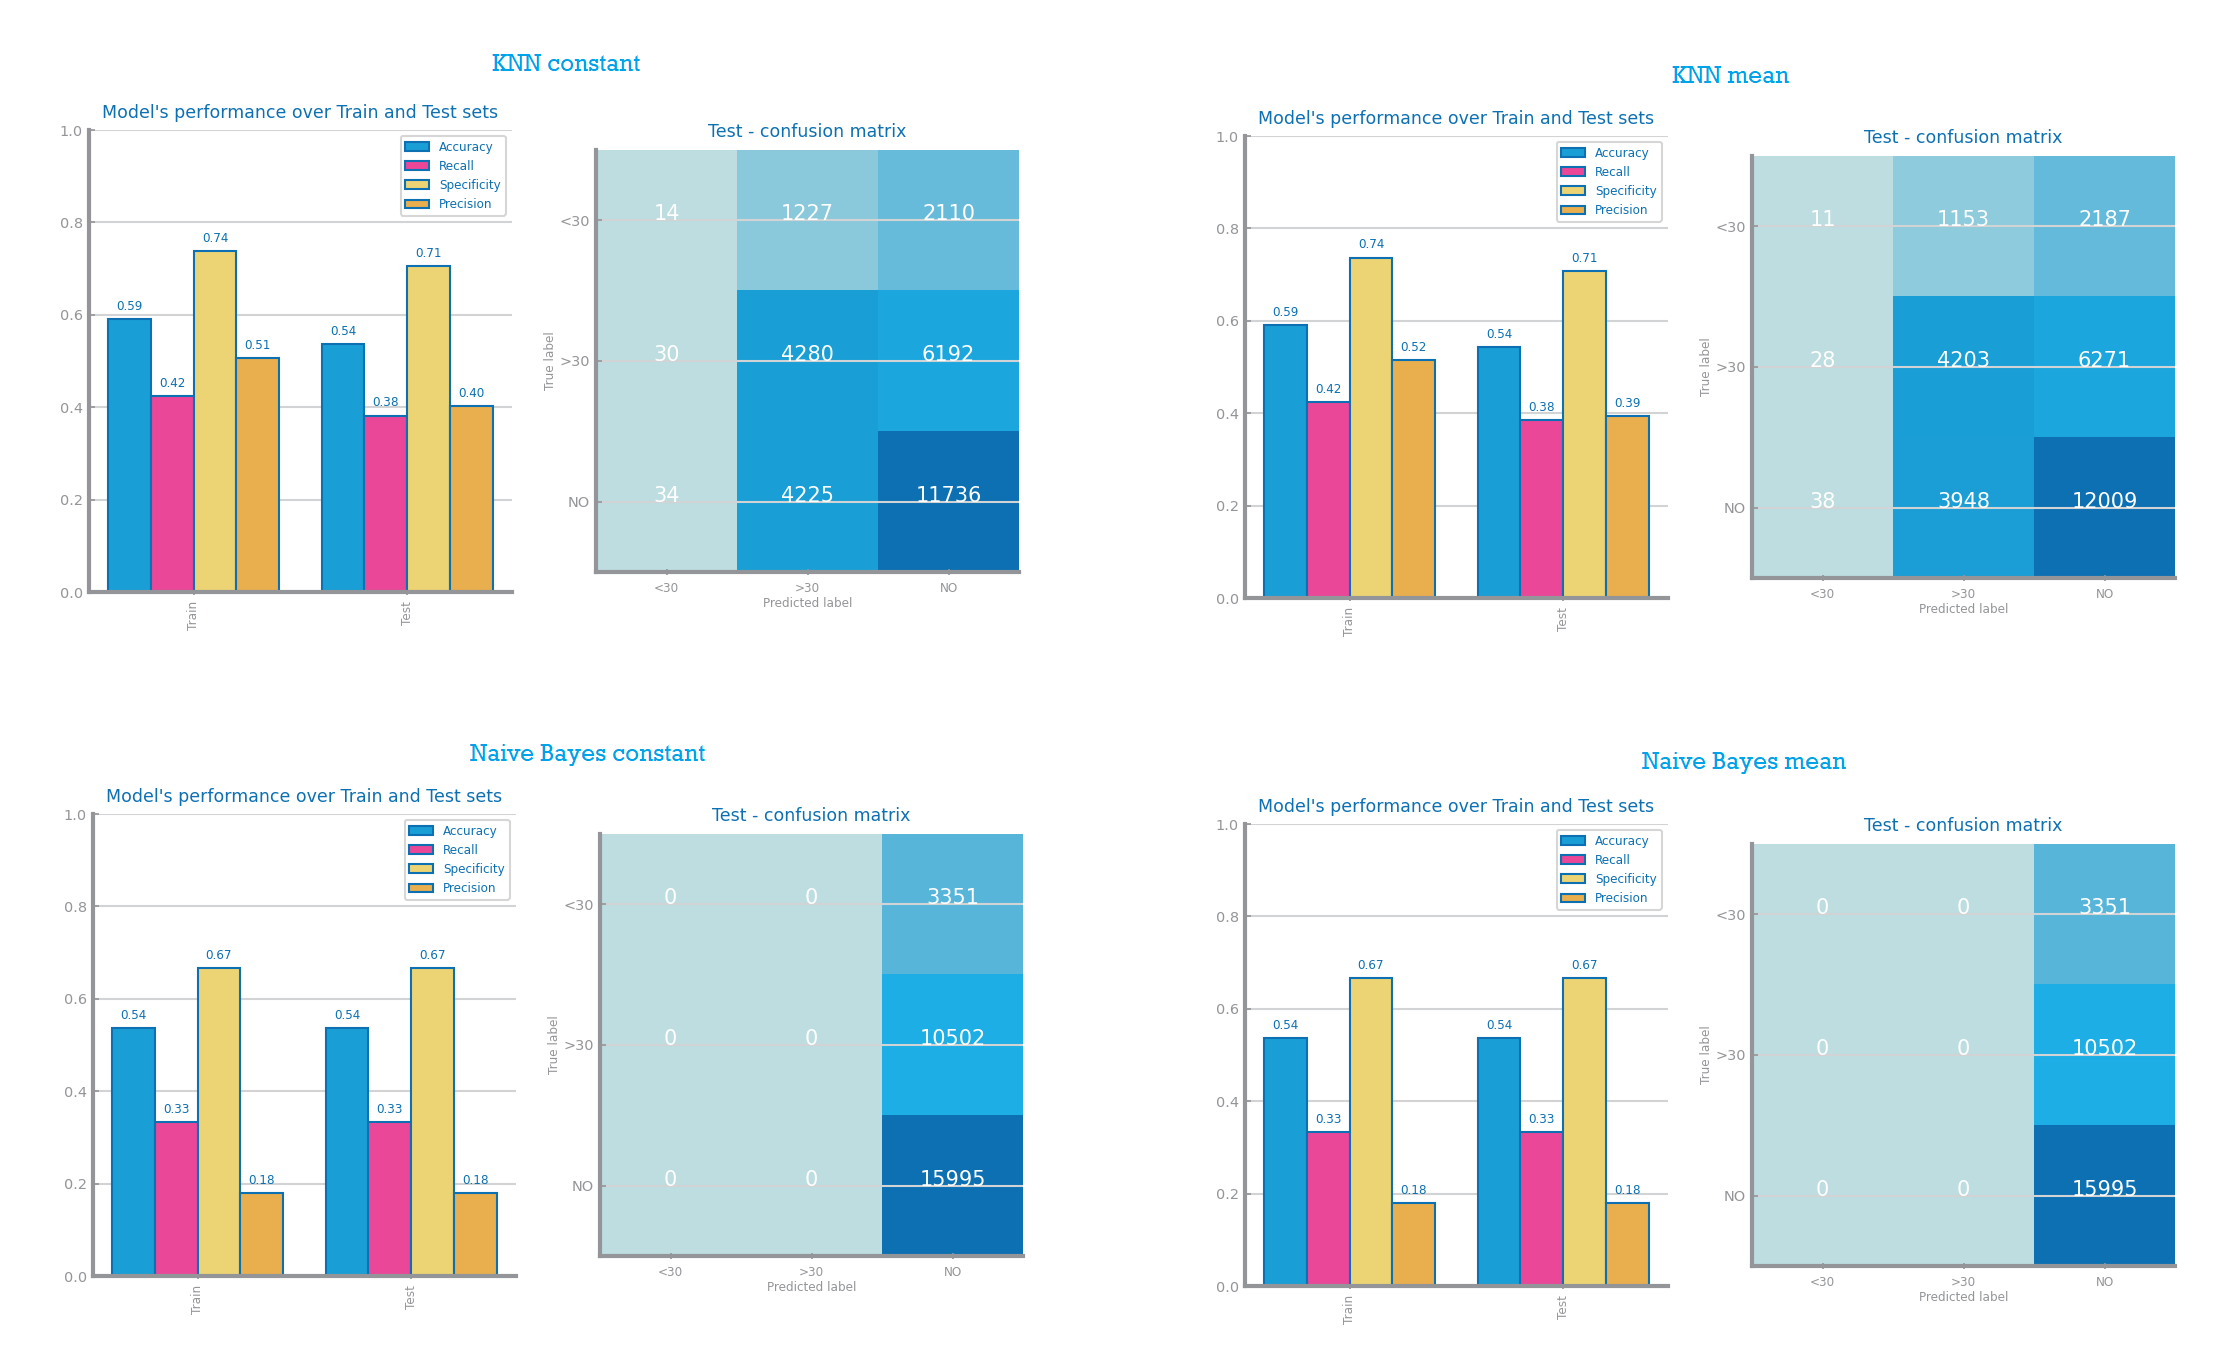 KNN constant
Model's performance over Train and Test sets
1.0
0.8
0.6
0.4
0.2
0.0
Accuracy
Recall
Specificity
Precision
0.59
0.42
0.74
0.51
0.54
0.38
0.71
0.40
Train
Test
Test - confusion matrix
True label
<30
>30
NO
14 1227 2110
30 4280 6192
34 4225 11736
<30 >30 NO
Predicted label
KNN mean
Model's performance over Train and Test sets
1.0
0.8
0.6
0.4
0.2
0.0
Accuracy
Recall
Specificity
Precision
0.59
0.42
0.74
0.52
0.54
0.38
0.71
0.39
Train
Test
Test - confusion matrix
True label
<30
>30
NO
11 1153 2187
28 4203 6271
38 3948 12009
<30 >30 NO
Predicted label
Naive Bayes constant
Model's performance over Train and Test sets
1.0
0.8
0.6
0.4
0.2
0.0
Accuracy
Recall
Specificity
Precision
0.54
0.33
0.67
0.18
0.54
0.33
0.67
0.18
Train
Test
Test - confusion matrix
True label
<30
>30
NO
0 0 3351
0 0 10502
0 0 15995
<30 >30 NO
Predicted label
Naive Bayes mean
Model's performance over Train and Test sets
1.0
0.8
0.6
0.4
0.2
0.0
Accuracy
Recall
Specificity
Precision
0.54
0.33
0.67
0.18
0.54
0.33
0.67
0.18
Train
Test
Test - confusion matrix
True label
<30
>30
NO
0 0 3351
0 0 10502
0 0 15995
<30 >30 NO
Predicted label